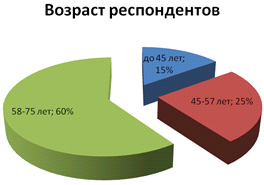 Возраст респондентов
до 45 лет;
15%
45-57 лет; 25%
58-75 лет; 60%